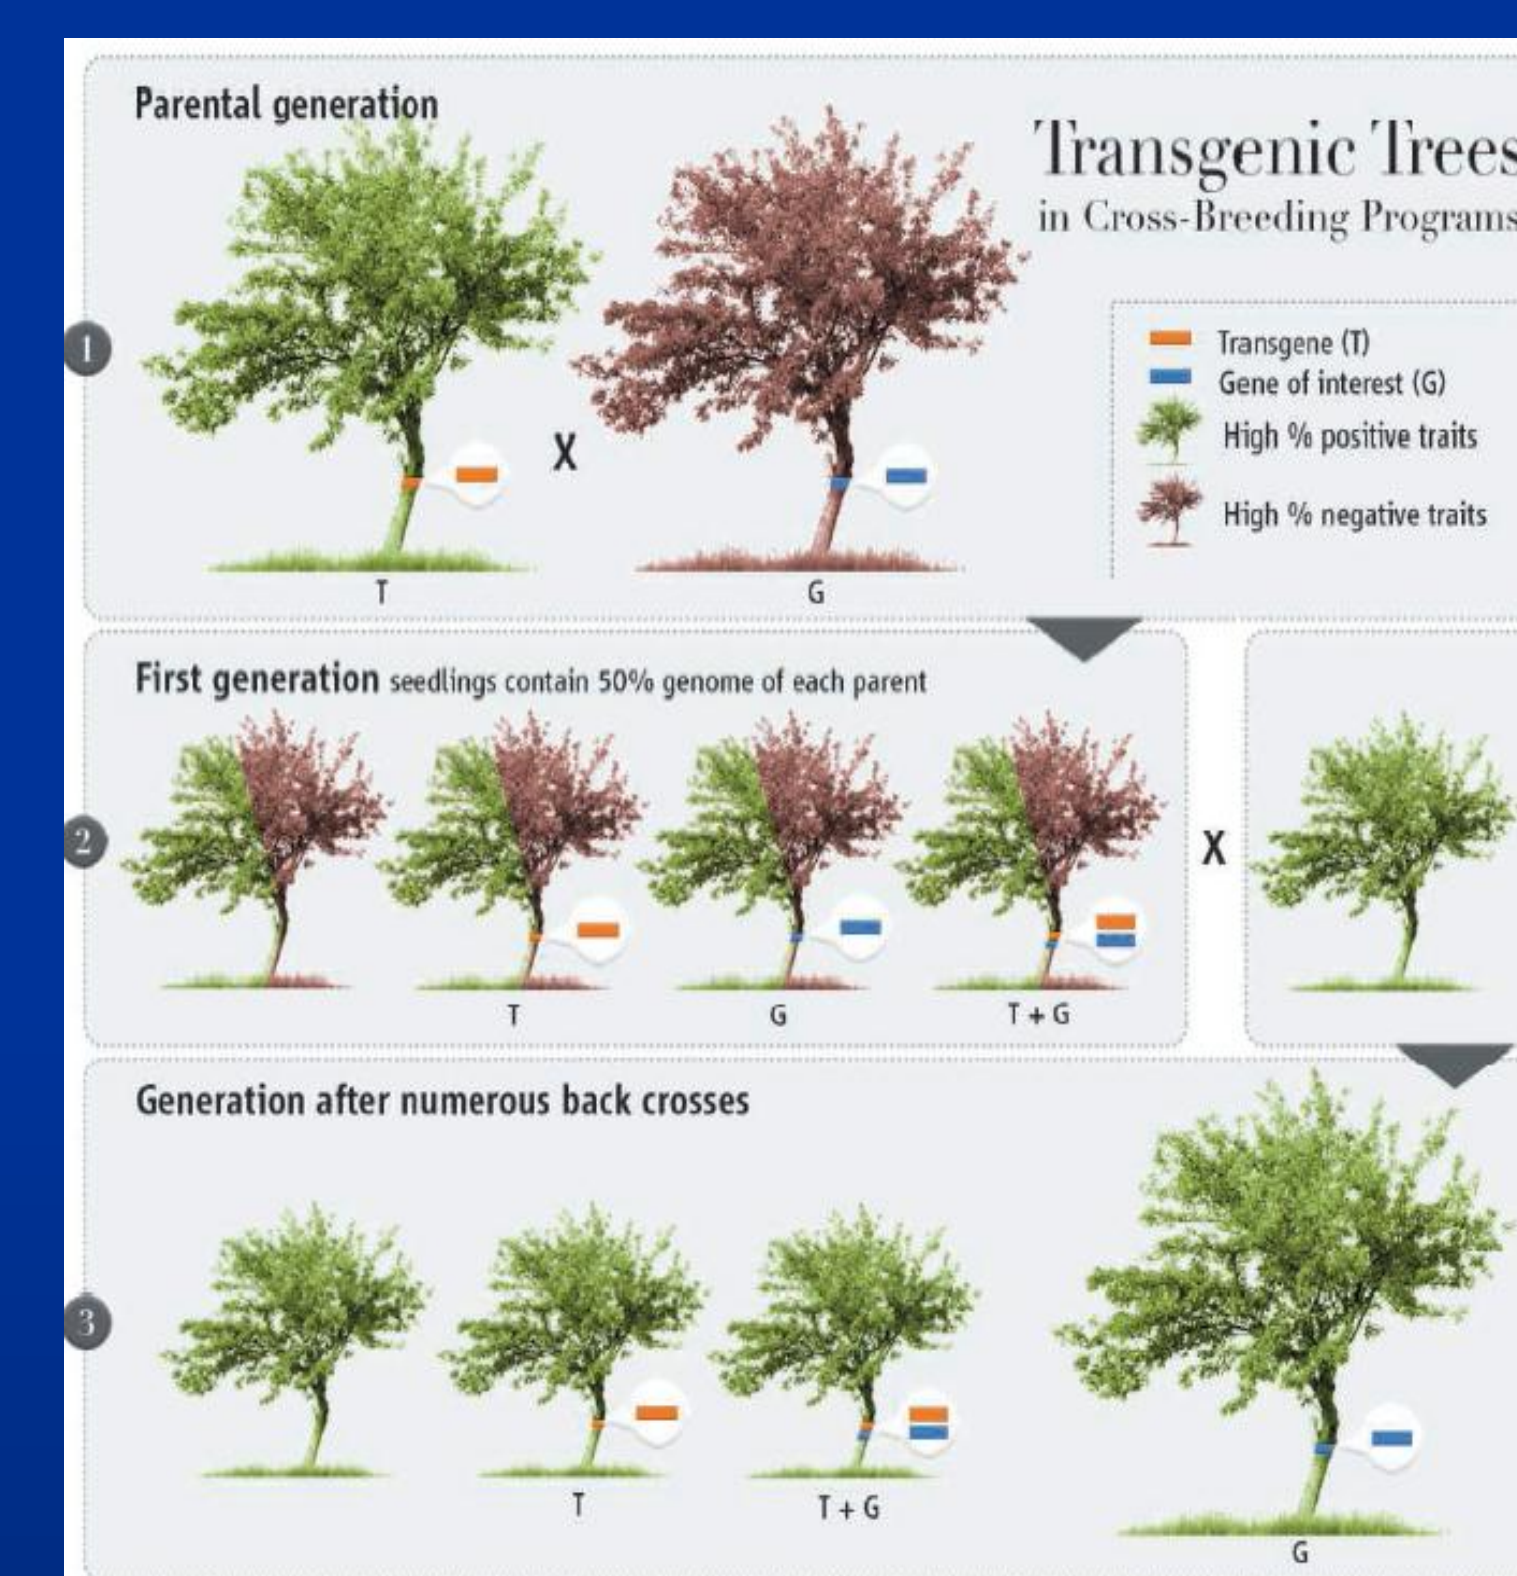 Parental generation
Transgenic Trees
in Cross-Breeding Programs
Transgene (T)
Gene of interest (G)
High % positive traits
High % negative traits
1
X
T
G
First generation seedlings contain 50% genome of each parent
2
X
T
G
T + G
Generation after numerous back crosses
3
T
T + G
G